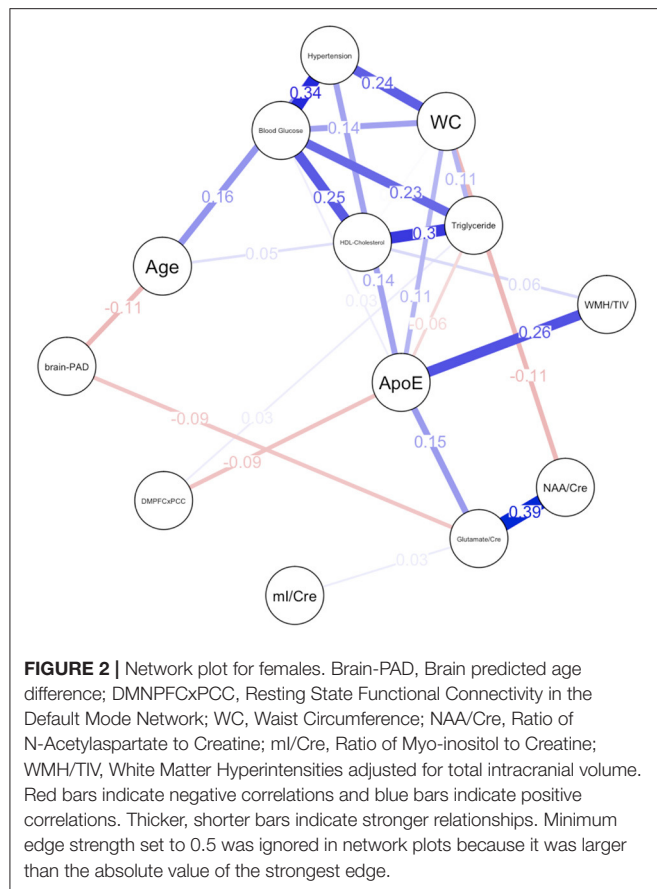 Hypertension
0.24
0.34
WC
Blood Glucose
0.14
0.11
0.23
0.25
0.16
Triglyceride
0.3
HDL-Cholesterol
Age
0.05
0.14
0.06
0.03
0.11
-0.11
WMH/TIV
-0.06
0.26
brain-PAD
ApoE
-0.11
0.03
-0.09
0.15
-0.09
NAA/Cre
DMPFCxPCC
0.39
Glutamate/Cre
0.03
mI/Cre
FIGURE 2 | Network plot for females. Brain-PAD, Brain predicted age
difference; DMNPFCxPCC, Resting State Functional Connectivity in the
Default Mode Network; WC, Waist Circumference; NAA/Cre, Ratio of
N-Acetylaspartate to Creatine; mI/Cre, Ratio of Myo-inositol to Creatine;
WMH/TIV, White Matter Hyperintensities adjusted for total intracranial volume.
Red bars indicate negative correlations and blue bars indicate positive
correlations. Thicker, shorter bars indicate stronger relationships. Minimum
edge strength set to 0.5 was ignored in network plots because it was larger
than the absolute value of the strongest edge.